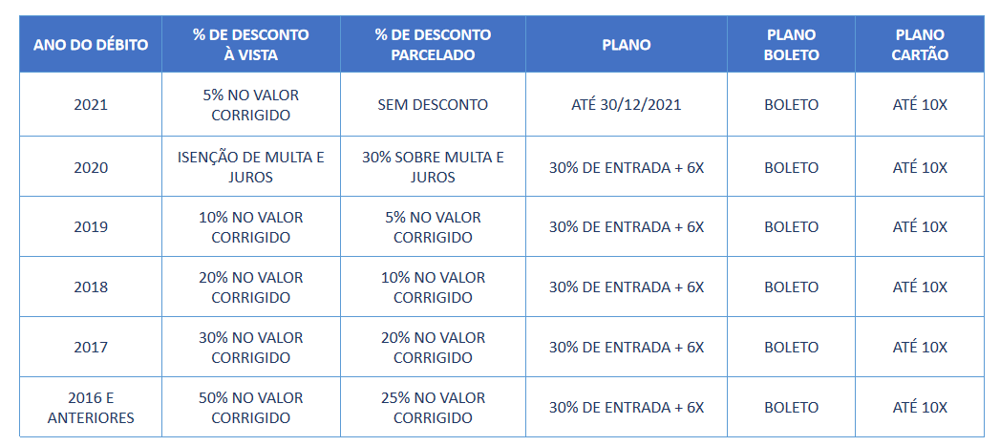 ANO DO DÉBITO
% DE DESCONTO
À VISTA
% DE DESCONTO
PARCELADO
PLANO
PLANO
BOLETO
PLANO
CARTÃO
2021
5% NO VALOR
CORRIGIDO
SEM DESCONTO
ATÉ 30/12/2021
BOLETO
ATÉ 10X
2020
ISENÇÃO DE MULTA E
JUROS
30% SOBRE MULTA E
JUROS
30% DE ENTRADA + 6X
BOLETO
ATÉ 10X
2019
10% NO VALOR
CORRIGIDO
5% NO VALOR
CORRIGIDO
30% DE ENTRADA + 6X
BOLETO
ATÉ 10X
2018
20% NO VALOR
CORRIGIDO
10% NO VALOR
CORRIGIDO
30% DE ENTRADA + 6X
BOLETO
ATÉ 10X
2017
30% NO VALOR
CORRIGIDO
20% NO VALOR
CORRIGIDO
30% DE ENTRADA + 6X
BOLETO
ATÉ 10X
2016 E
ANTERIORES
50% NO VALOR
CORRIGIDO
25% NO VALOR
CORRIGIDO
30% DE ENTRADA + 6X
BOLETO
ATÉ 10X